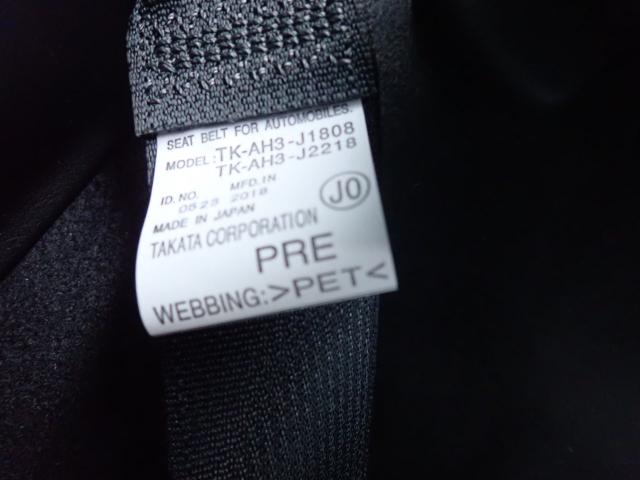 SEAT BELT FOR AUTOMOBILES.
MODEL: TK-AH3-J1808
TK-AH3-J2218
ID.NO. MFD.IN
0523 2018
MADE IN JAPAN
JO
TAKATA CORPORATION
PRE
WEBBING:>PET<